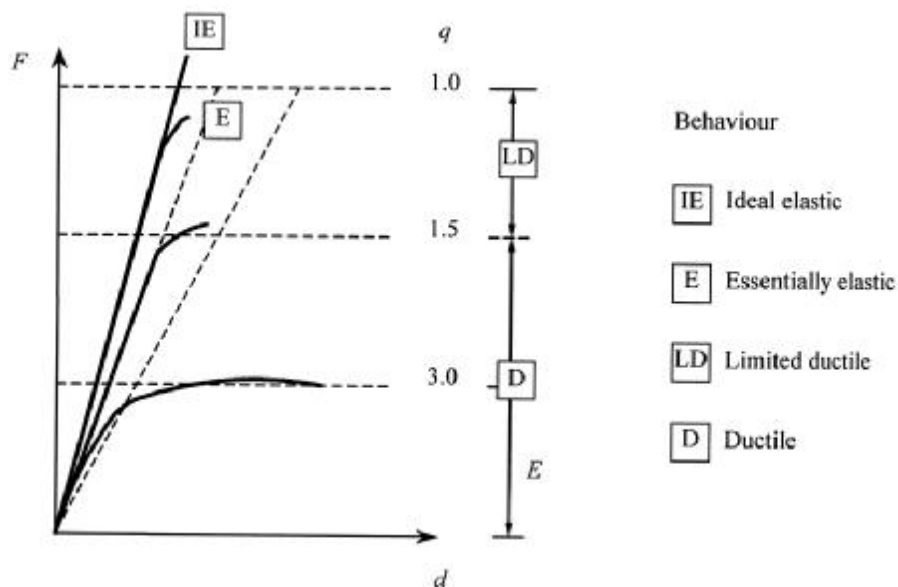 IE
F
q
1.0
E
Behaviour
LD
IE Ideal elastic
1.5
E Essentially elastic
LD Limited ductile
3.0
D
D Ductile
E
d